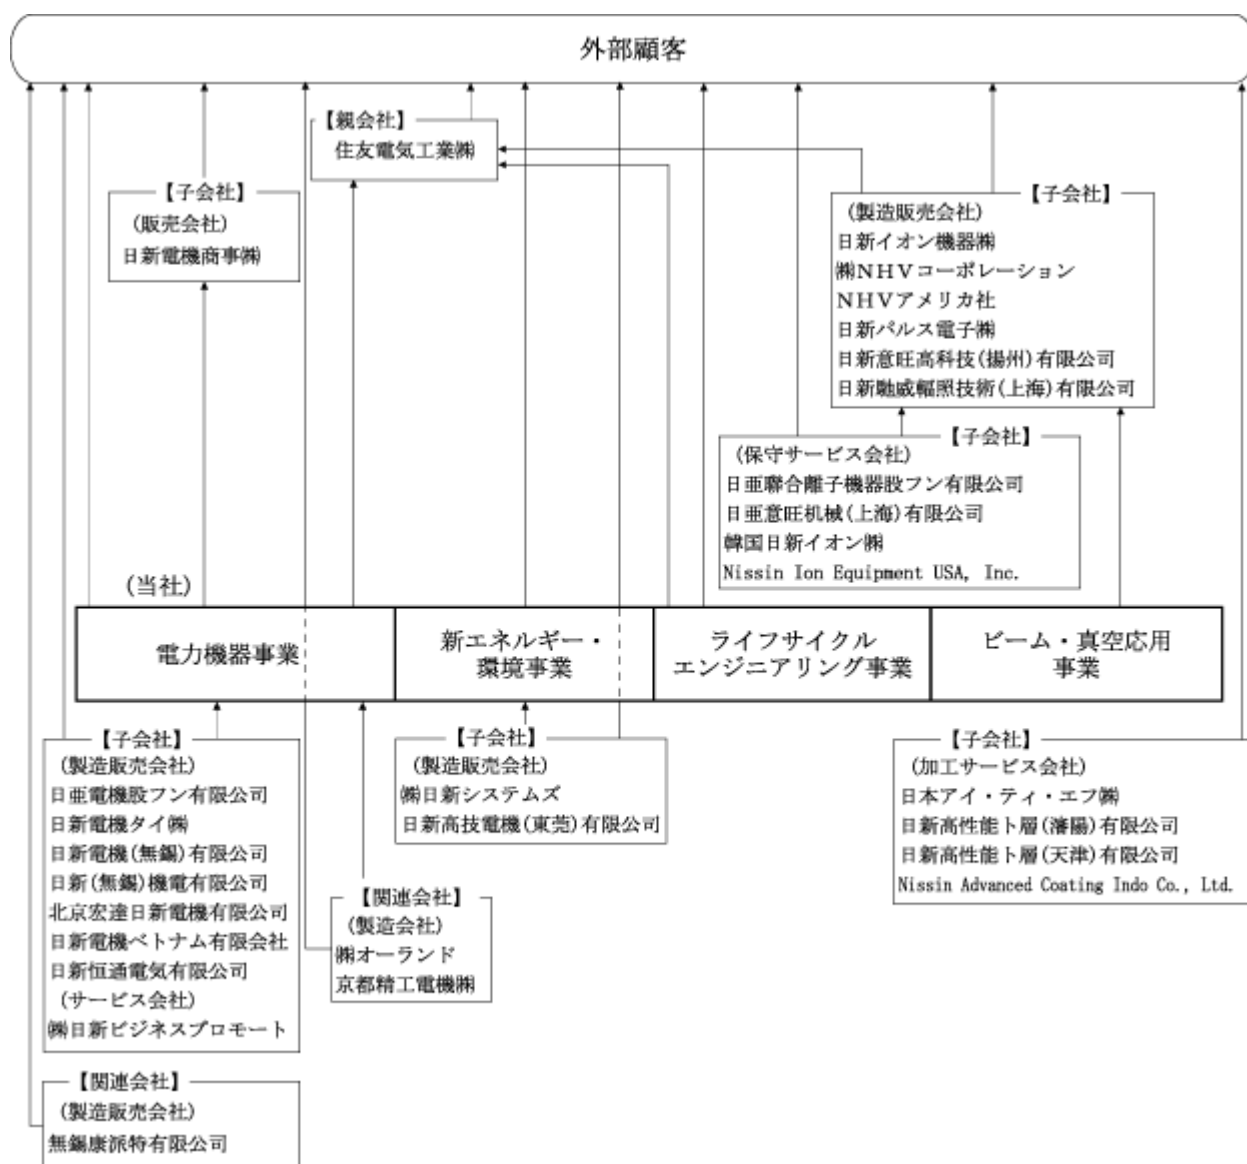 外部顧客
【親会社】
住友電気工業㈱
【子会社】
(販売会社)
日新電機商事㈱
【子会社】
(製造販売会社)
日新イオン機器㈱
㈱NHVコーポレーション
NHVアメリカ社
日新パルス電子㈱
日新意旺高科技(揚州)有限公司
日新馳威輻照技術(上海)有限公司
【子会社】
(保守サービス会社)
日亜聯合離子機器股フン有限公司
日亜意旺机械(上海)有限公司
韓国日新イオン㈱
Nissin Ion Equipment USA, Inc.
(当社)
電力機器事業
新エネルギー・
環境事業
ライフサイクル
エンジニアリング事業
ビーム・真空応用
事業
【子会社】
(製造販売会社)
日亜電機股フン有限公司
日新電機タイ㈱
日新電機(無錫)有限公司
日新(無錫)機電有限公司
北京宏達日新電機有限公司
日新電機ベトナム有限会社
日新恒通電気有限公司
(サービス会社)
㈱日新ビジネスプロモート
【子会社】
(製造販売会社)
㈱日新システムズ
日新高技電機(東莞)有限公司
【関連会社】
(製造会社)
㈱オーランド
京都精工電機㈱
【子会社】
(加工サービス会社)
日本アイ・ティ・エフ㈱
日新高性能ト層(瀋陽)有限公司
日新高性能ト層(天津)有限公司
Nissin Advanced Coating Indo Co., Ltd.
【関連会社】
(製造販売会社)
無錫康派特有限公司